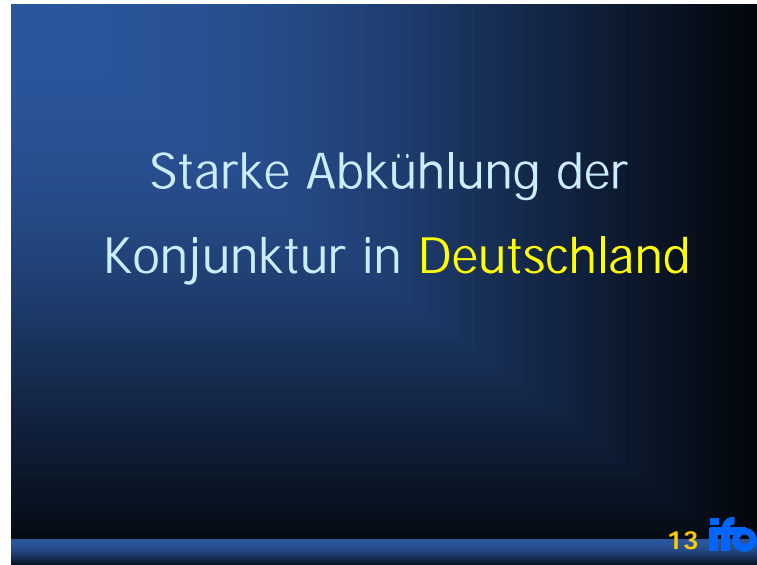 Starke Abkühlung der
Konjunktur in Deutschland
13 ifo